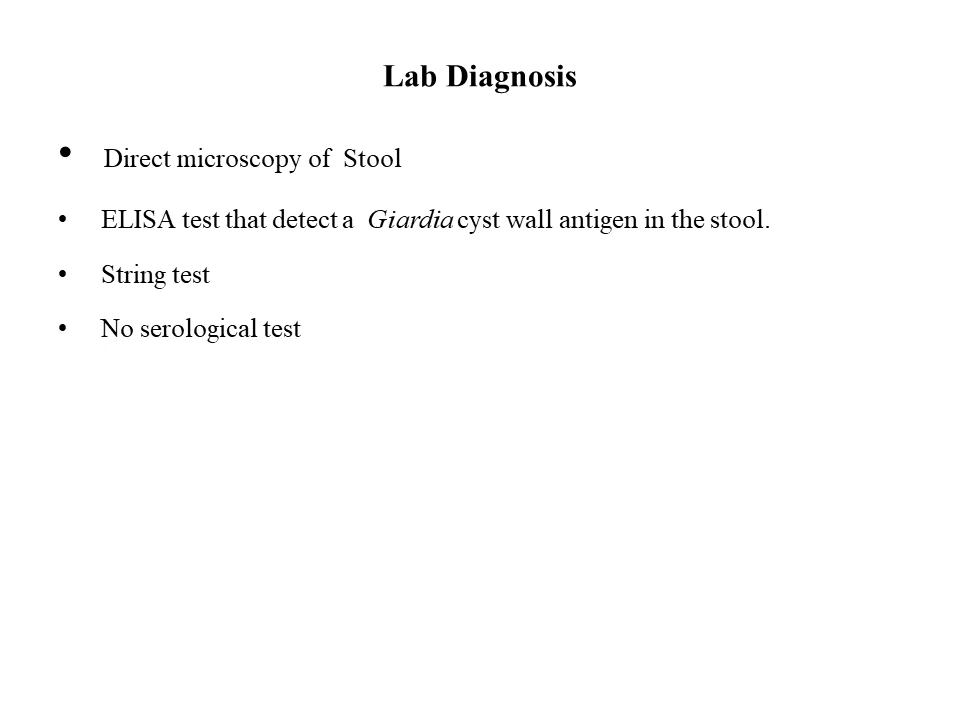 Lab Diagnosis
• Direct microscopy of Stool
• ELISA test that detect a Giardia cyst wall antigen in the stool.
• String test
• No serological test